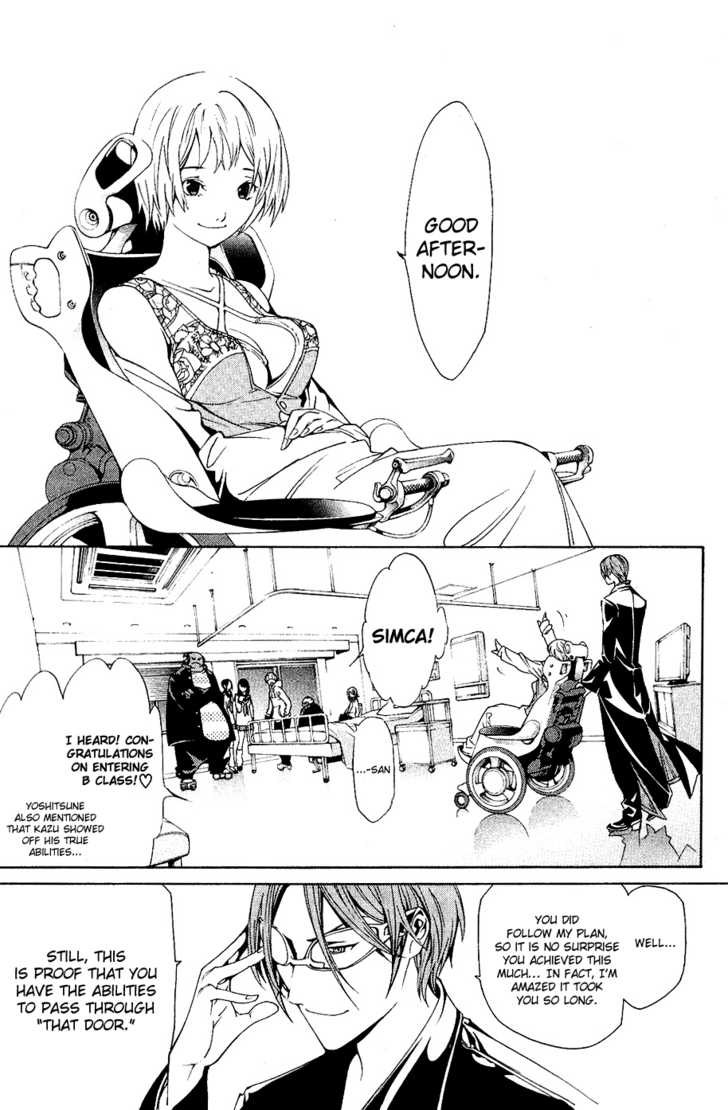 GOOD
AFTER-
NOON.
SIMCA!
...-SAN
I HEARD! CON-
GRATULATIONS
ON ENTERING
B CLASS!♡
YOSHITSUNE
ALSO MENTIONED
THAT KAZU SHOWED
OFF HIS TRUE
ABILITIES...
WELL...
YOU DID
FOLLOW MY PLAN,
SO IT IS NO SURPRISE
YOU ACHIEVED THIS
MUCH... IN FACT, I'M
AMAZED IT TOOK
YOU SO LONG.
STILL, THIS
IS PROOF THAT YOU
HAVE THE ABILITIES
TO PASS THROUGH
"THAT DOOR."